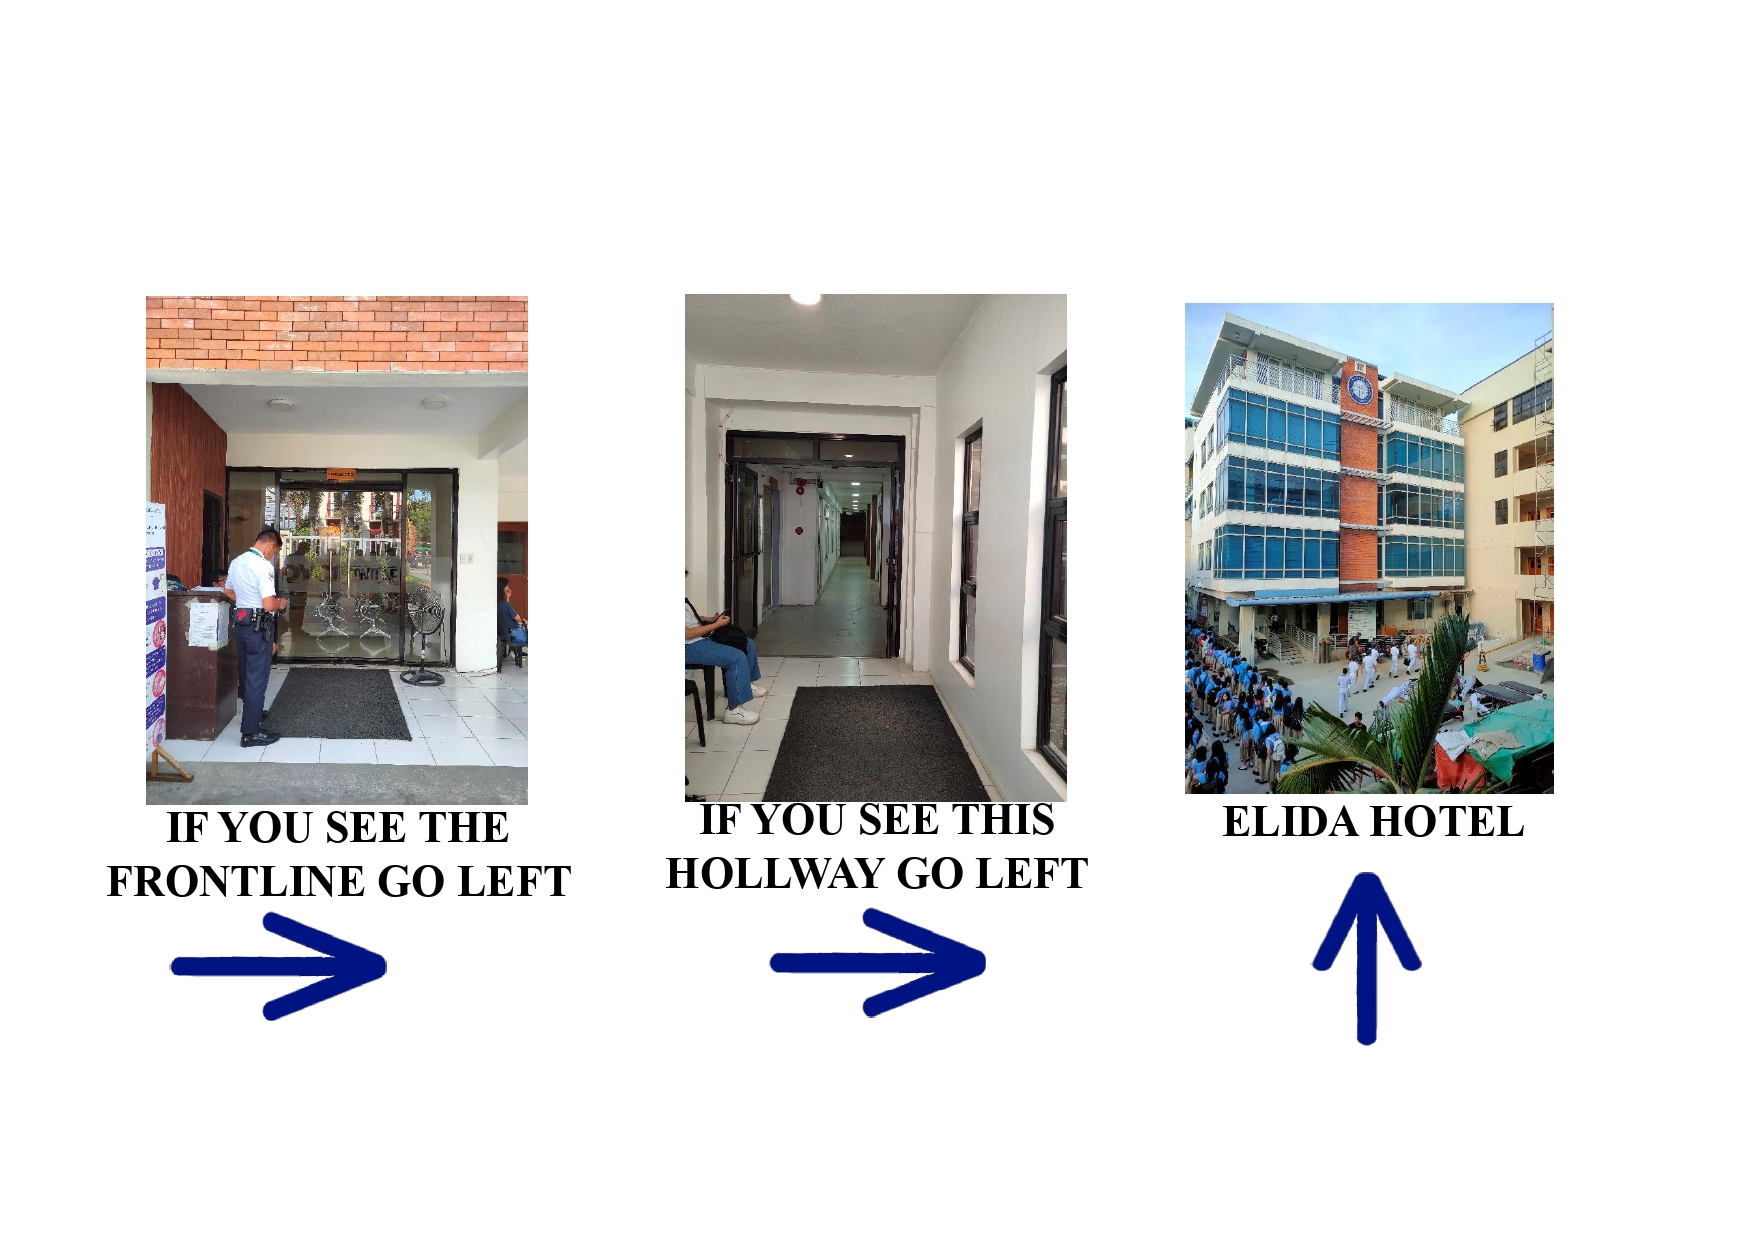 IF YOU SEE THE
FRONTLINE GO LEFT
IF YOU SEE THIS
HOLLWAY GO LEFT
ELIDA HOTEL